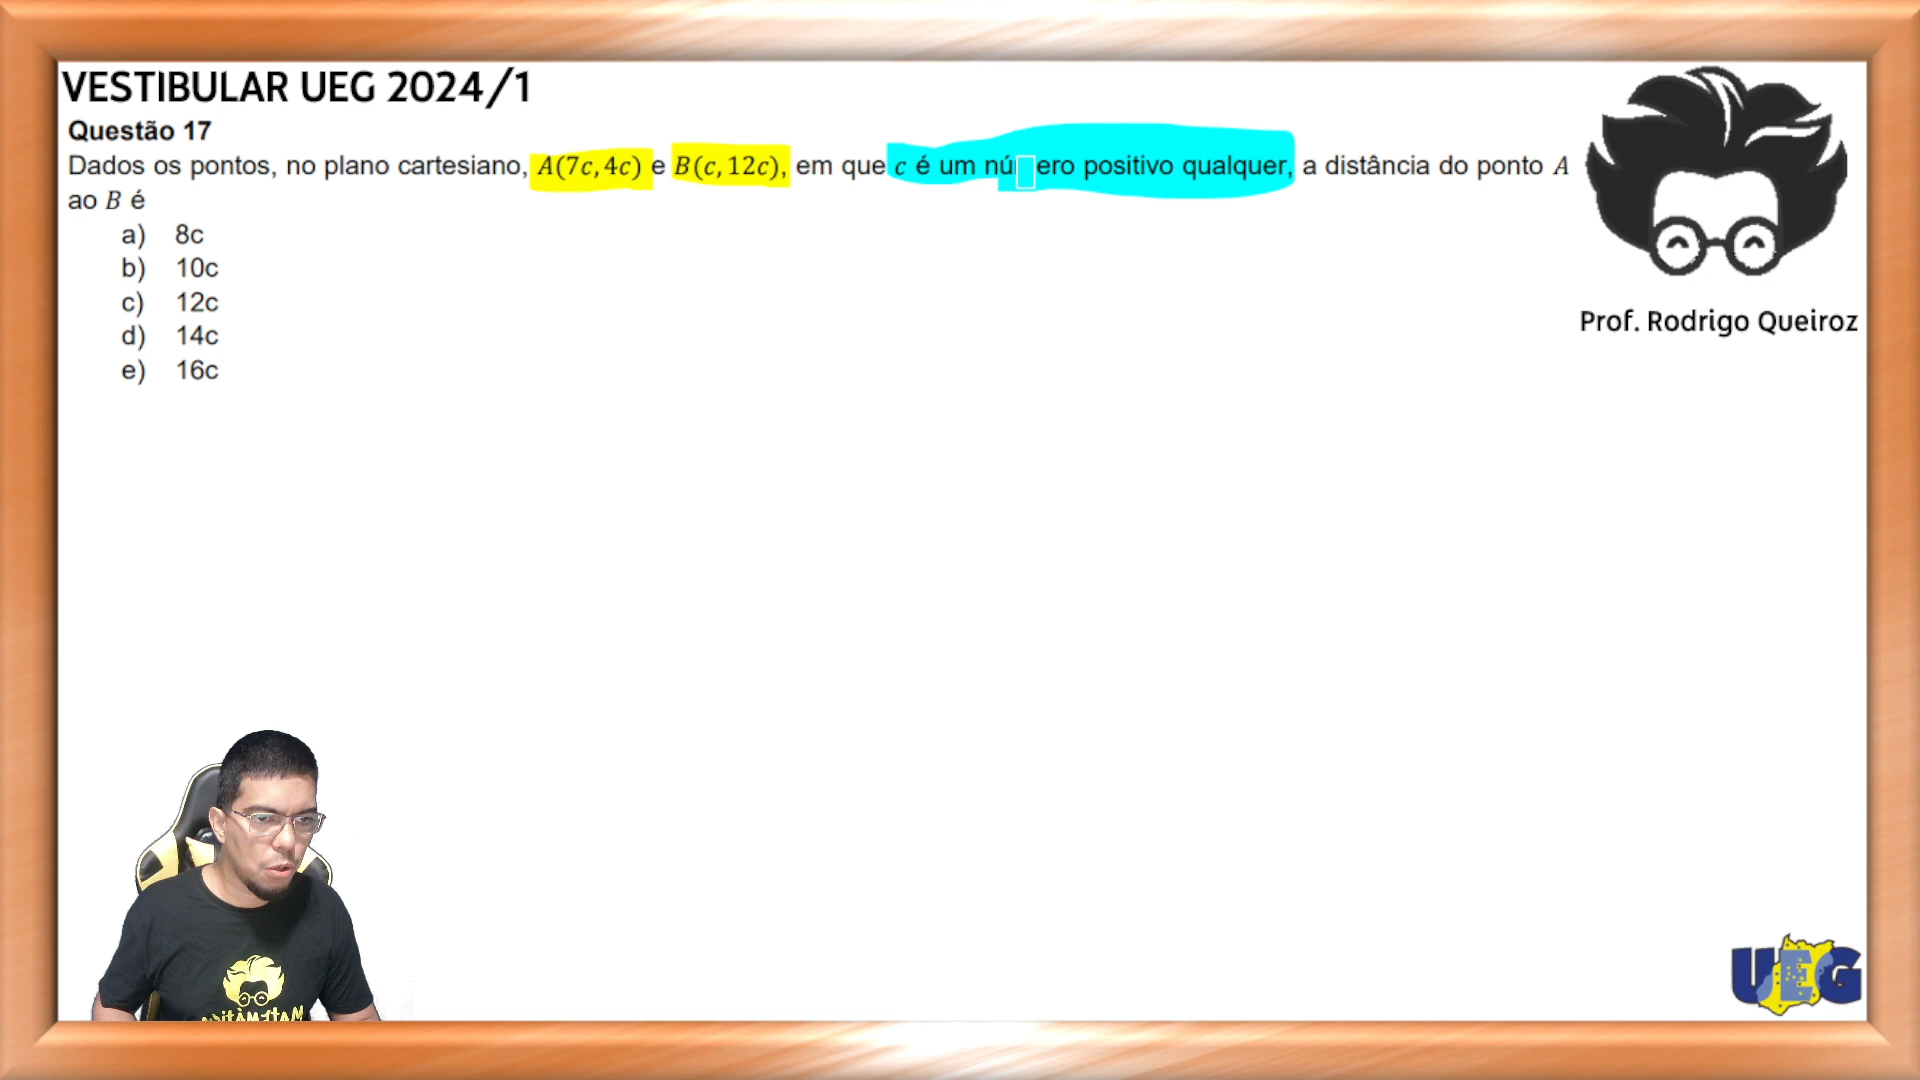 VESTIBULAR UEG 2024/1
Questão 17
Dados os pontos, no plano cartesiano, A(7c, 4c) e B(c, 12c), em que c é um nú ero positivo qualquer, a distância do ponto A
ao B é
a) 8c
b) 10c
c) 12c
d) 14c
e) 16c
Prof. Rodrigo Queiroz
UEG